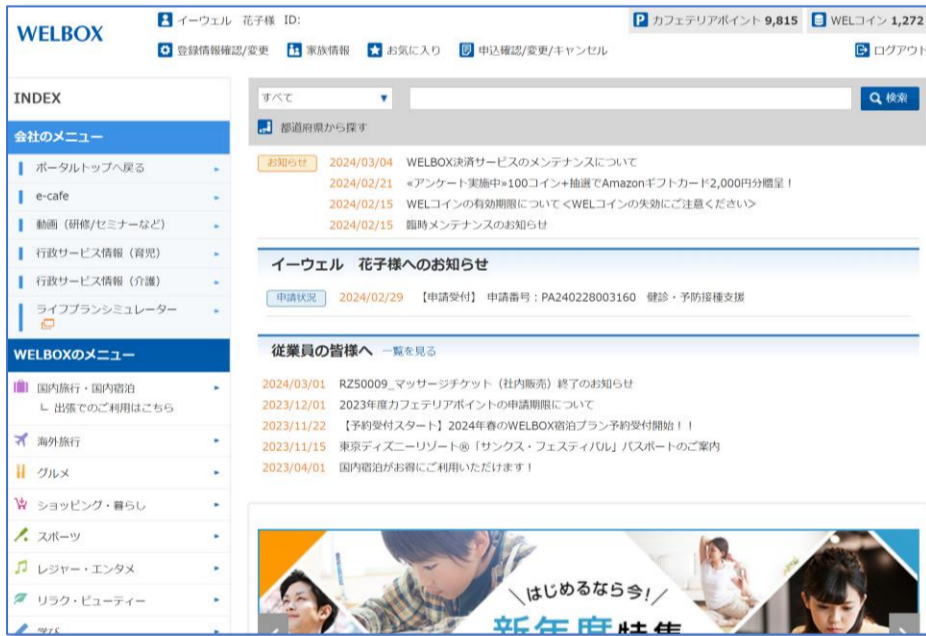 WELBOX
イーウェル 花子様 ID:
カフェテリアポイント 9,815
WELコイン 1,272
登録情報確認/変更
家族情報
お気に入り
申込確認/変更/キャンセル
ログアウト
INDEX
会社のメニュー
ポータルトップへ戻る
e-cafe
動画（研修/セミナーなど）
行政サービス情報（育児）
行政サービス情報（介護）
ライフプランシミュレーター
WELBOXのメニュー
国内旅行・国内宿泊
└ 出張でのご利用はこちら
海外旅行
グルメ
ショッピング・暮らし
スポーツ
レジャー・エンタメ
リラク・ビューティー
学び
すべて
検索
都道府県から探す
お知らせ 2024/03/04 WELBOX決済サービスのメンテナンスについて
2024/02/21 «アンケート実施中»100コイン+抽選でAmazonギフトカード2,000円分贈呈！
2024/02/15 WELコインの有効期限について＜WELコインの失効にご注意ください＞
2024/02/15 臨時メンテナンスのお知らせ
イーウェル 花子様へのお知らせ
申請状況 2024/02/29 【申請受付】 申請番号：PA240228003160 健診・予防接種支援
従業員の皆様へ 一覧を見る
2024/03/01 RZ50009_マッサージチケット（社内販売）終了のお知らせ
2023/12/01 2023年度カフェテリアポイントの申請期限について
2023/11/22 【予約受付スタート】2024年春のWELBOX宿泊プラン予約受付開始！！
2023/11/15 東京ディズニーリゾート®「サンクス・フェスティバル」パスポートのご案内
2023/04/01 国内宿泊がお得にご利用いただけます！
はじめるなら今!
新年度特集